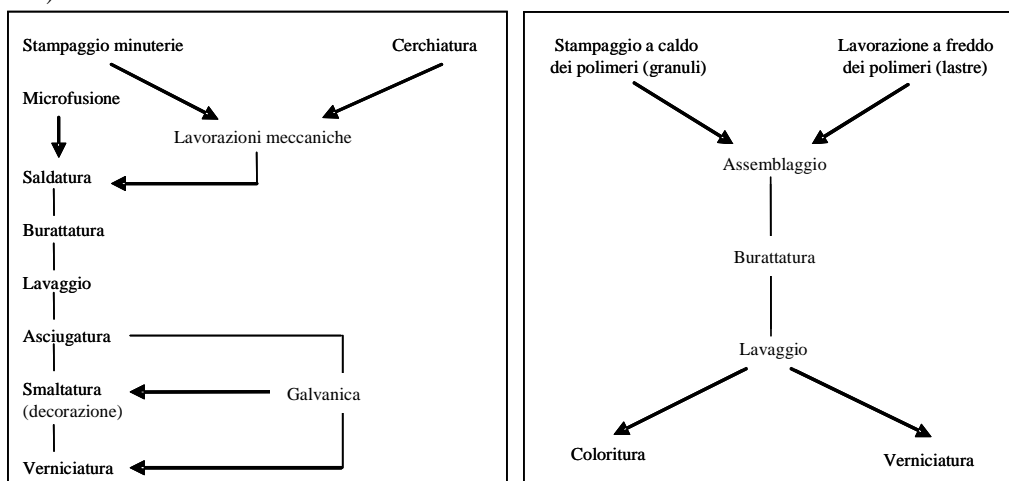 )
Stampaggio minuterie
Cerchiatura
Microfusione
Lavorazioni meccaniche
Saldatura
Burattatura
Lavaggio
Asciugatura
Smaltatura
(decorazione)
Galvanica
Verniciatura
Stampaggio a caldo
dei polimeri (granuli)
Lavorazione a freddo
dei polimeri (lastre)
Assemblaggio
Burattatura
Lavaggio
Coloritura
Verniciatura